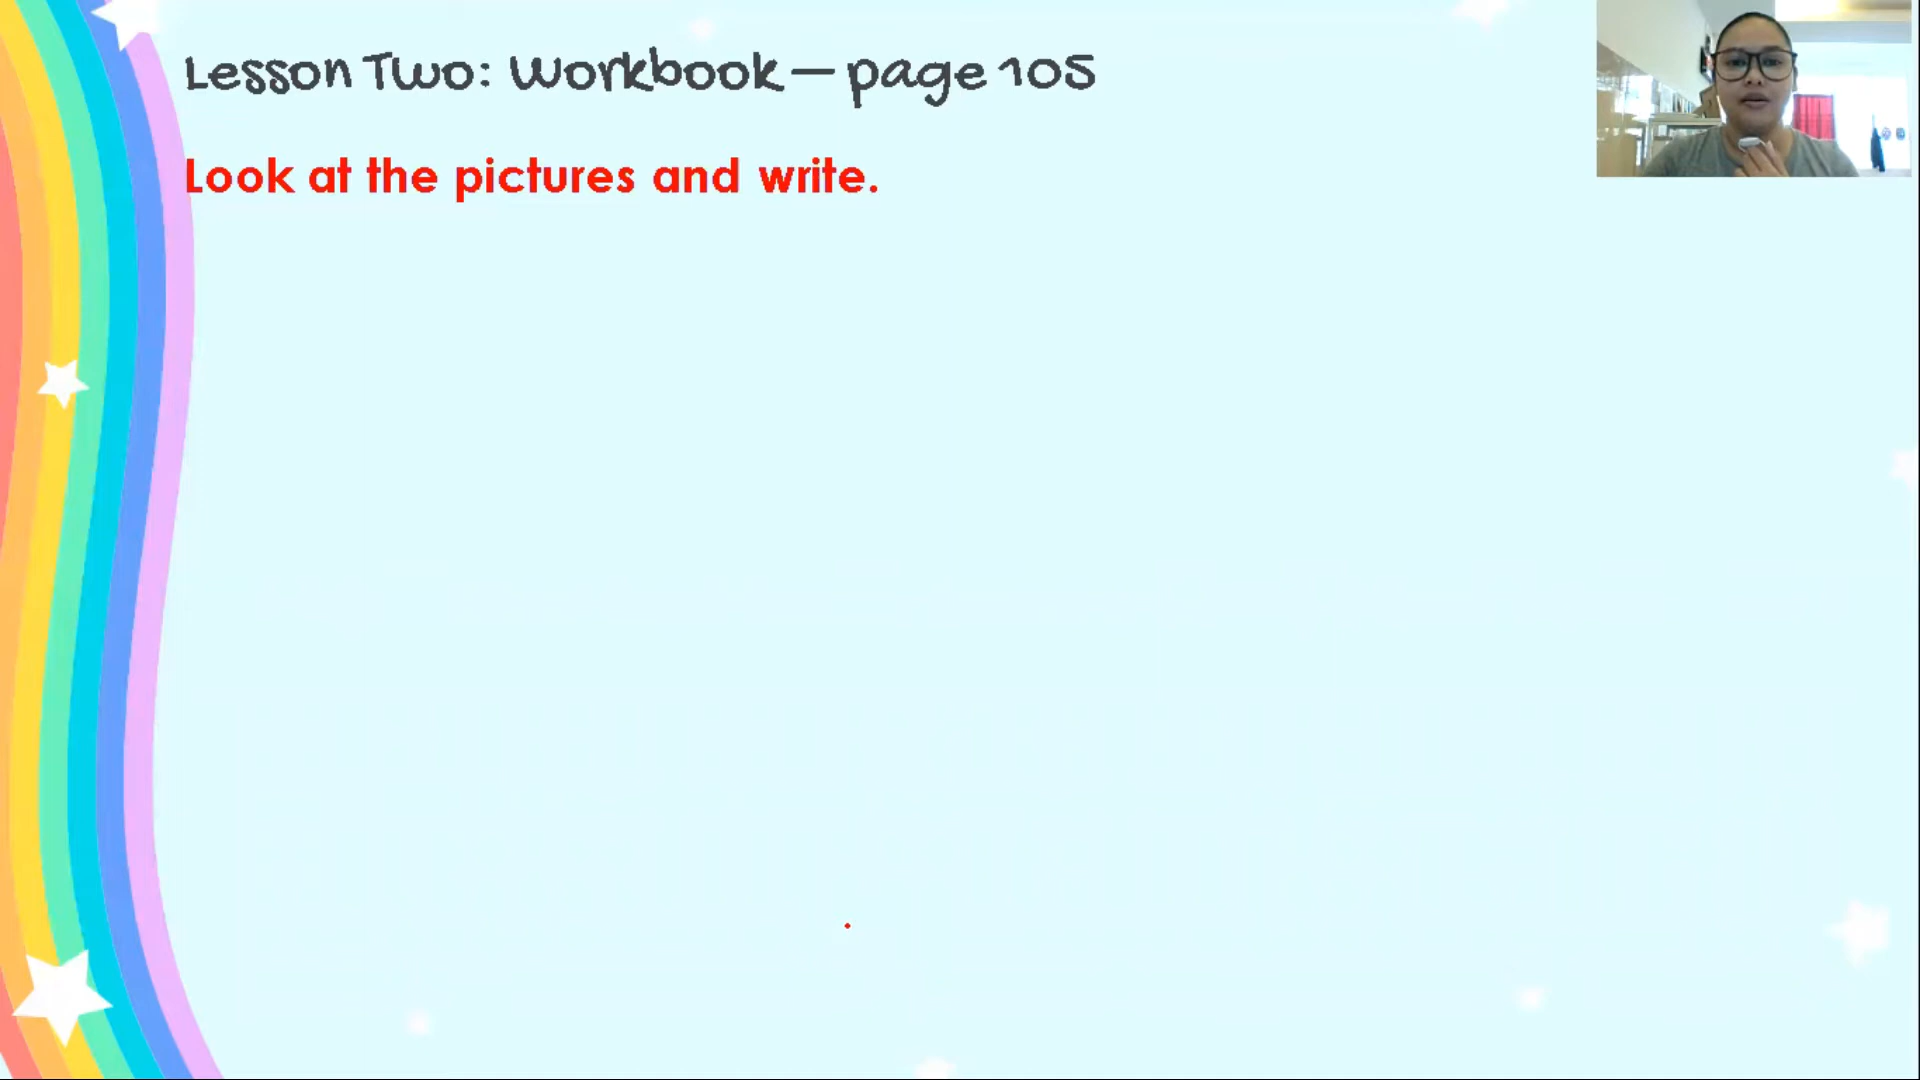 Lesson Two: Workbook – page 105
Look at the pictures and write.